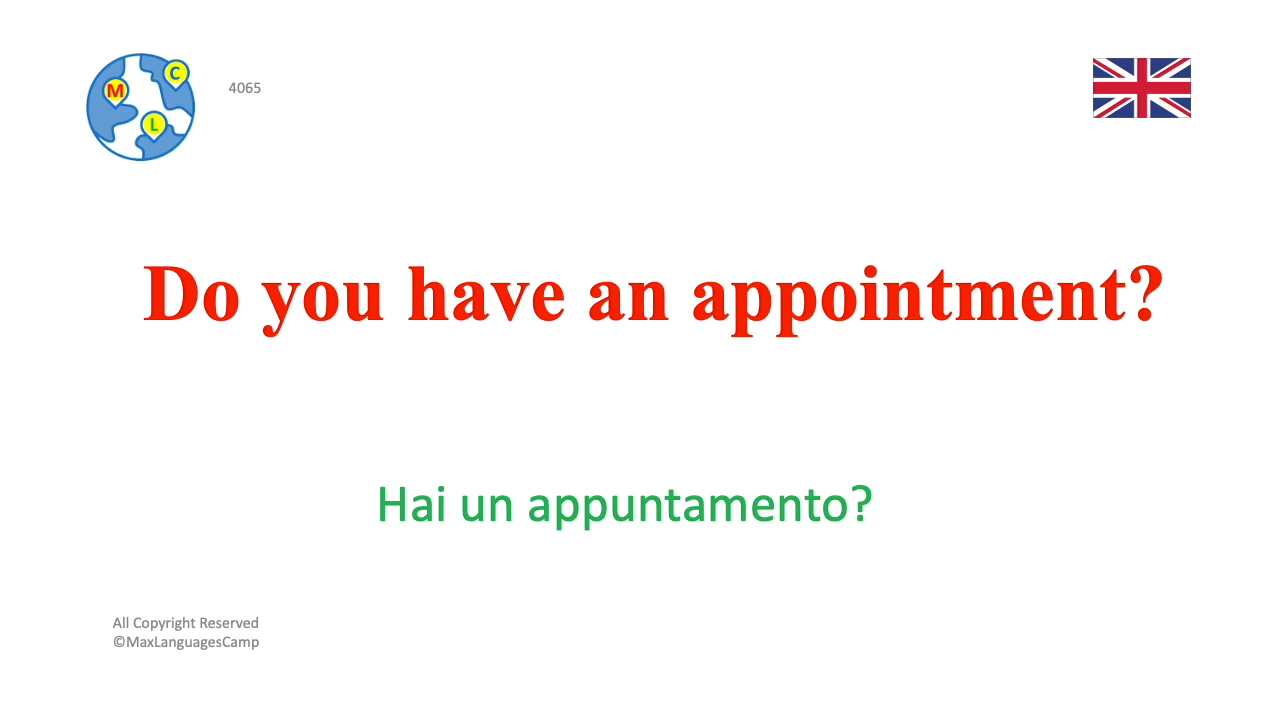 M
C
L
4065
Do you have an appointment?
Hai un appuntamento?
All Copyright Reserved
©MaxLanguagesCamp